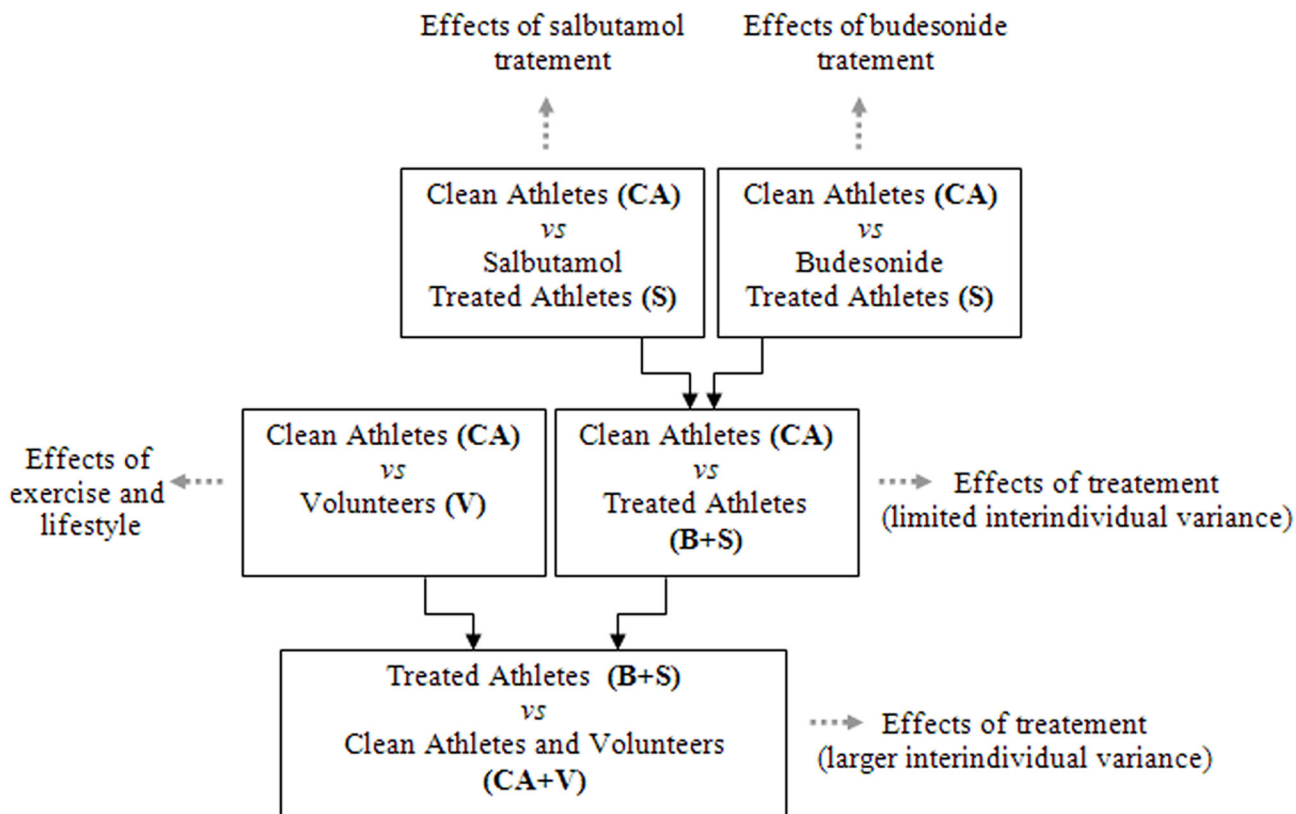 Effects of salbutamol
tratement
Effects of budesonide
tratement
Clean Athletes (CA)
vs
Salbutamol
Treated Athletes (S)
Clean Athletes (CA)
vs
Budesonide
Treated Athletes (S)
Effects of
exercise and
lifestyle
Clean Athletes (CA)
vs
Volunteers (V)
Clean Athletes (CA)
vs
Treated Athletes
(B+S)
Effects of treatement
(limited interindividual variance)
Treated Athletes (B+S)
vs
Clean Athletes and Volunteers
(CA+V)
Effects of treatement
(larger interindividual variance)